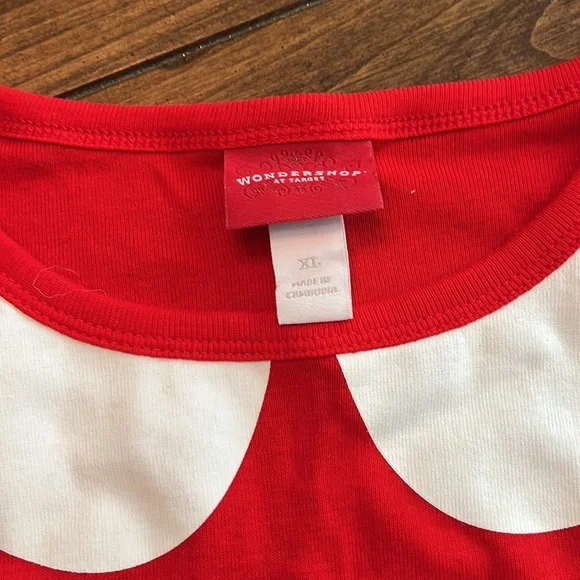 WONDERSHOP
AT TARGET
XL
MADE IN
CAMBODIA